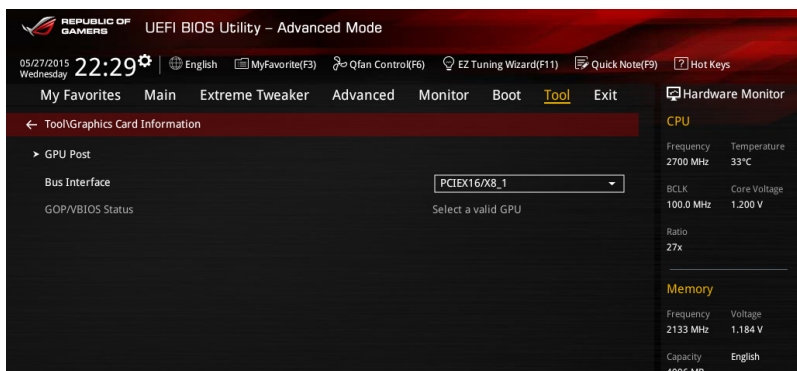 REPUBLIC OF
GAMERS
UEFI BIOS Utility – Advanced Mode
05/27/2015
Wednesday
22:29
English
MyFavorite(F3)
Qfan Control(F6)
EZ Tuning Wizard(F11)
Quick Note(F9)
? Hot Keys
My Favorites Main Extreme Tweaker Advanced Monitor Boot Tool Exit
Hardware Monitor
← Tool\Graphics Card Information
> GPU Post
Bus Interface PCIEX16/X8_1
GOP/VBIOS Status Select a valid GPU
CPU
Frequency Temperature
2700 MHz 33°C
BCLK Core Voltage
100.0 MHz 1.200 V
Ratio
27x
Memory
Frequency Voltage
2133 MHz 1.184 V
Capacity English
4096 MB